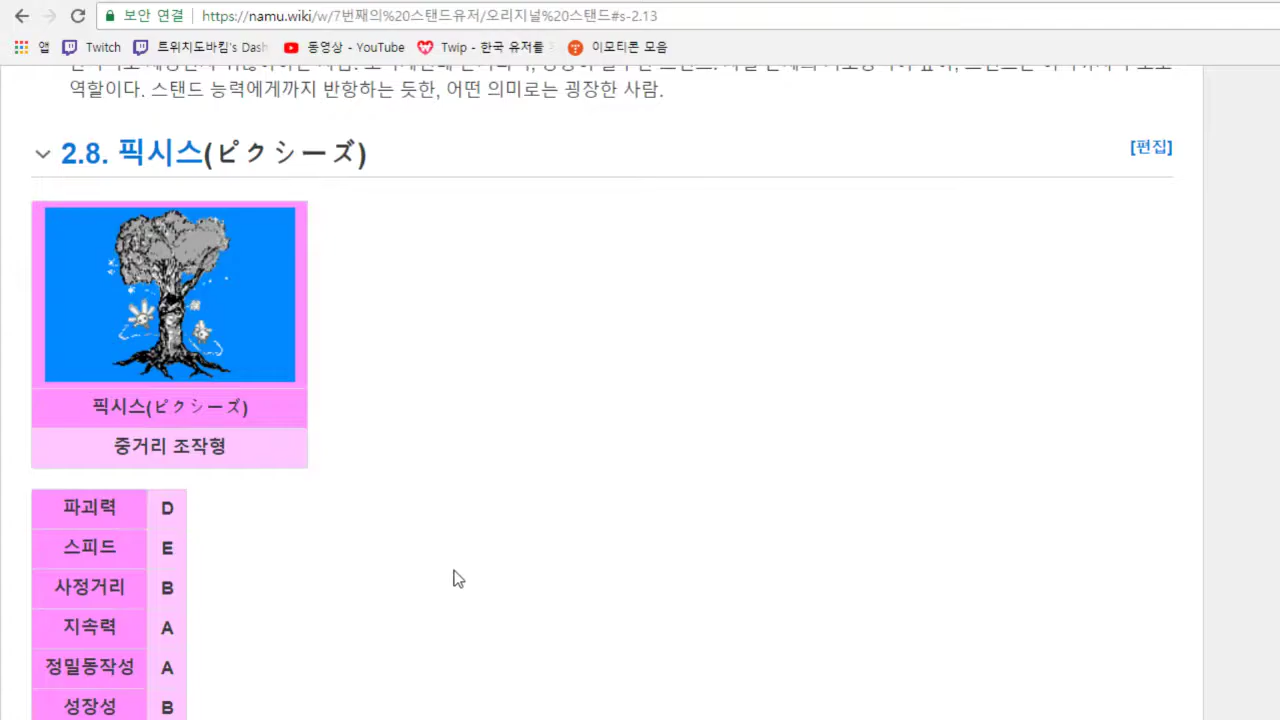 보안 연결 https://namu.wiki/w/7번째의%20스탠드유저/오리지널%20스탠드#s-2.13
앱 Twitch 트위치도바킴's Dash 동영상 - YouTube Twip - 한국 유저를 이모티콘 모음
역할이다. 스탠드 능력에게까지 반항하는 듯한, 어떤 의미로는 굉장한 사람.
2.8. 픽시스(ピクシーズ) [편집]
픽시스(ピクシーズ)
중거리 조작형
파괴력 D
스피드 E
사정거리 B
지속력 A
정밀동작성 A
성장성 B